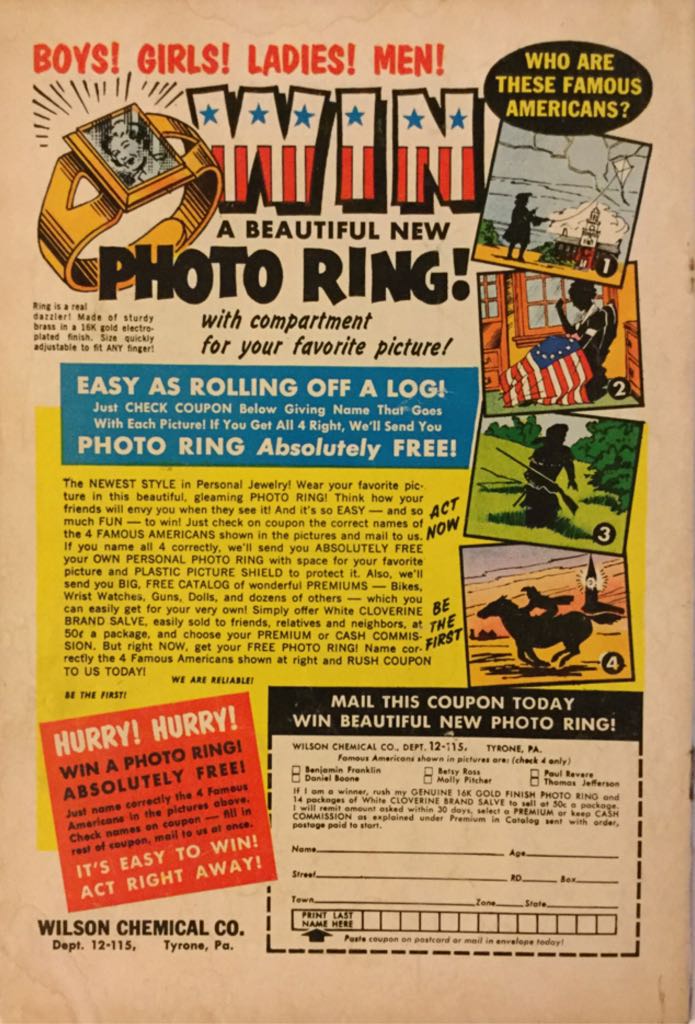 BOYS! GIRLS! LADIES! MEN!
WIN
A BEAUTIFUL NEW
PHOTO RING!
with compartment
for your favorite picture!
Ring is a real
dazzler! Made of sturdy
brass in a 16K gold electro-
plated finish. Size quickly
adjustable to fit ANY finger!
WHO ARE
THESE FAMOUS
AMERICANS?
1
2
3
4
EASY AS ROLLING OFF A LOG!
Just CHECK COUPON Below Giving Name That Goes
With Each Picture! If You Get All 4 Right, We'll Send You
PHOTO RING Absolutely FREE!
The NEWEST STYLE in Personal Jewelry! Wear your favorite pic-
ture in this beautiful, gleaming PHOTO RING! Think how your
friends will envy you when they see it! And it's so EASY — and so
much FUN — to win! Just check on coupon the correct names of
the 4 FAMOUS AMERICANS shown in the pictures and mail to us.
If you name all 4 correctly, we'll send you ABSOLUTELY FREE
your OWN PERSONAL PHOTO RING with space for your favorite
picture and PLASTIC PICTURE SHIELD to protect it. Also, we'll
send you BIG, FREE CATALOG of wonderful PREMIUMS — Bikes,
Wrist Watches, Guns, Dolls, and dozens of others — which you
can easily get for your very own! Simply offer White CLOVERINE
BRAND SALVE, easily sold to friends, relatives and neighbors, at
50¢ a package, and choose your PREMIUM or CASH COMMIS-
SION. But right NOW, get your FREE PHOTO RING! Name cor-
rectly the 4 Famous Americans shown at right and RUSH COUPON
TO US TODAY!
WE ARE RELIABLE!
BE THE FIRST!
ACT
NOW
BE
THE
FIRST
HURRY! HURRY!
WIN A PHOTO RING!
ABSOLUTELY FREE!
Just name correctly the 4 Famous
Americans in the pictures above.
Check names on coupon — fill in
rest of coupon, mail to us at once.
IT'S EASY TO WIN!
ACT RIGHT AWAY!
WILSON CHEMICAL CO.
Dept. 12-115, Tyrone, Pa.
MAIL THIS COUPON TODAY
WIN BEAUTIFUL NEW PHOTO RING!
WILSON CHEMICAL CO., DEPT. 12-115, TYRONE, PA.
Famous Americans shown in pictures are: (check 4 only)
Benjamin Franklin Betsy Ross Paul Revere
Daniel Boone Molly Pitcher Thomas Jefferson
If I am a winner, rush my GENUINE 16K GOLD FINISH PHOTO RING and
14 packages of White CLOVERINE BRAND SALVE to sell at 50c a package.
I will remit amount asked within 30 days, select a PREMIUM or keep CASH
COMMISSION as explained under Premium in Catalog sent with order,
postage paid to start.
Name Age
Street RD Box
Town Zone State
PRINT LAST
NAME HERE
Paste coupon on postcard or mail in envelope today!